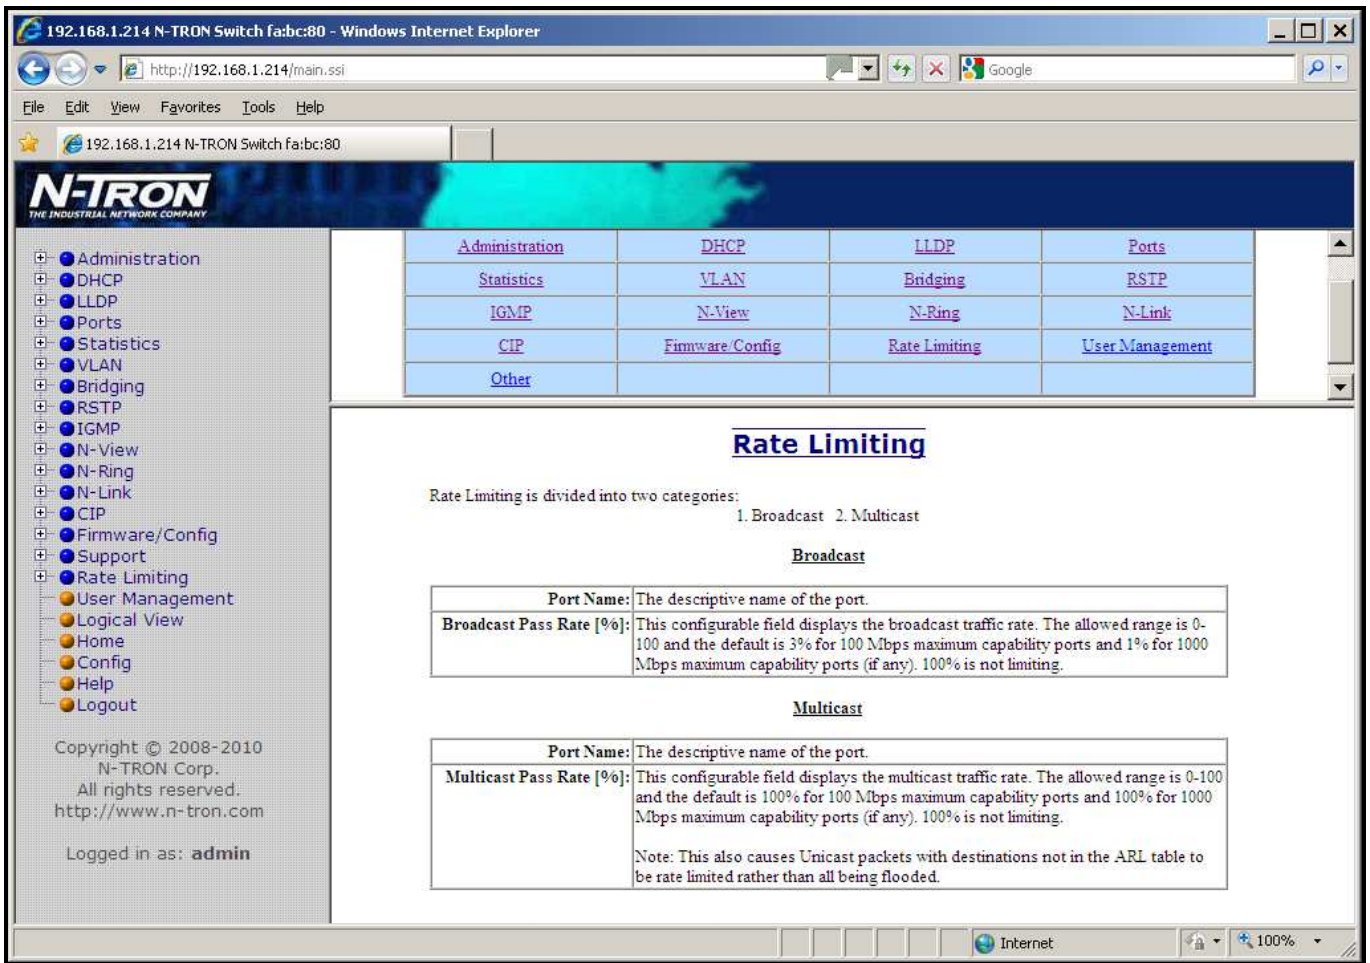 192.168.1.214 N-TRON Switch fa:bc:80 - Windows Internet Explorer
http://192.168.1.214/main.ssi
Google
File Edit View Favorites Tools Help
192.168.1.214 N-TRON Switch fa:bc:80
N-TRON
THE INDUSTRIAL NETWORK COMPANY
Administration
DHCP
LLDP
Ports
Statistics
VLAN
Bridging
RSTP
IGMP
N-View
N-Ring
N-Link
CIP
Firmware/Config
Support
Rate Limiting
User Management
Logical View
Home
Config
Help
Logout
Copyright © 2008-2010
N-TRON Corp.
All rights reserved.
http://www.n-tron.com
Logged in as: admin
Administration DHCP LLDP Ports
Statistics VLAN Bridging RSTP
IGMP N-View N-Ring N-Link
CIP Firmware/Config Rate Limiting User Management
Other
Rate Limiting
Rate Limiting is divided into two categories:
1. Broadcast 2. Multicast
Broadcast
Port Name: The descriptive name of the port.
Broadcast Pass Rate [%]: This configurable field displays the broadcast traffic rate. The allowed range is 0-
100 and the default is 3% for 100 Mbps maximum capability ports and 1% for 1000
Mbps maximum capability ports (if any). 100% is not limiting.
Multicast
Port Name: The descriptive name of the port.
Multicast Pass Rate [%]: This configurable field displays the multicast traffic rate. The allowed range is 0-100
and the default is 100% for 100 Mbps maximum capability ports and 100% for 1000
Mbps maximum capability ports (if any). 100% is not limiting.
Note: This also causes Unicast packets with destinations not in the ARL table to
be rate limited rather than all being flooded.
Internet
100%